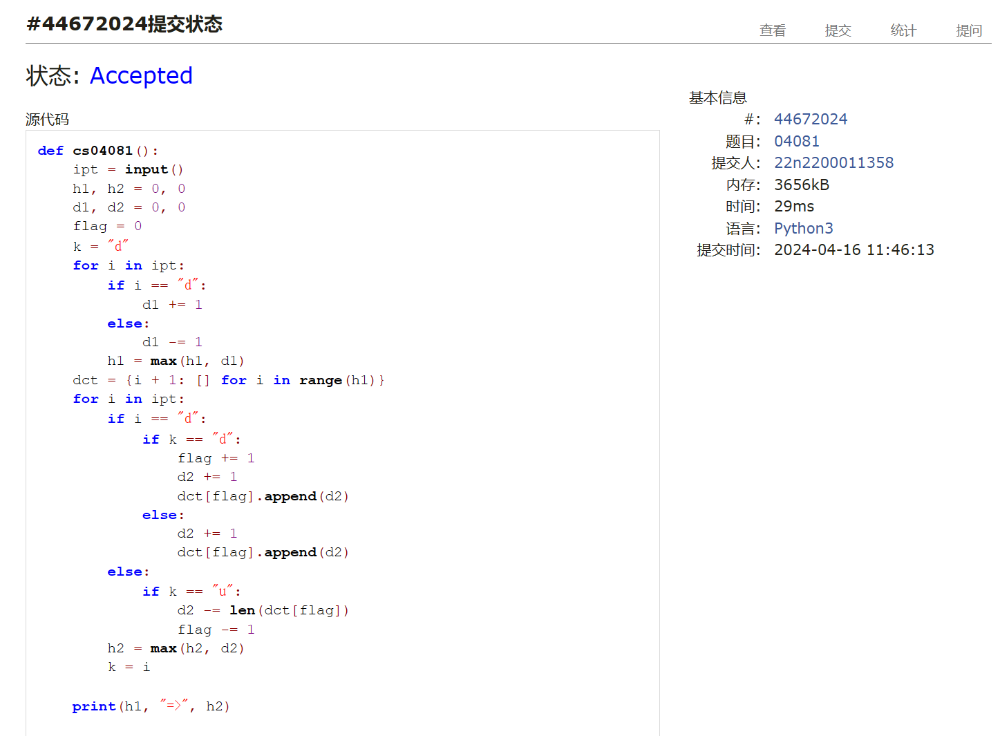 #44672024提交状态
查看 提交 统计 提问
状态: Accepted
源代码
def cs04081():
    ipt = input()
    h1, h2 = 0, 0
    d1, d2 = 0, 0
    flag = 0
    k = "d"
    for i in ipt:
        if i == "d":
            d1 += 1
        else:
            d1 -= 1
        h1 = max(h1, d1)
    dct = {i + 1: [] for i in range(h1)}
    for i in ipt:
        if i == "d":
            if k == "d":
                flag += 1
                d2 += 1
                dct[flag].append(d2)
            else:
                d2 += 1
                dct[flag].append(d2)
        else:
            if k == "u":
                d2 -= len(dct[flag])
                flag -= 1
        h2 = max(h2, d2)
        k = i
    print(h1, "=>", h2)
基本信息
#: 44672024
题目: 04081
提交人: 22n2200011358
内存: 3656kB
时间: 29ms
语言: Python3
提交时间: 2024-04-16 11:46:13